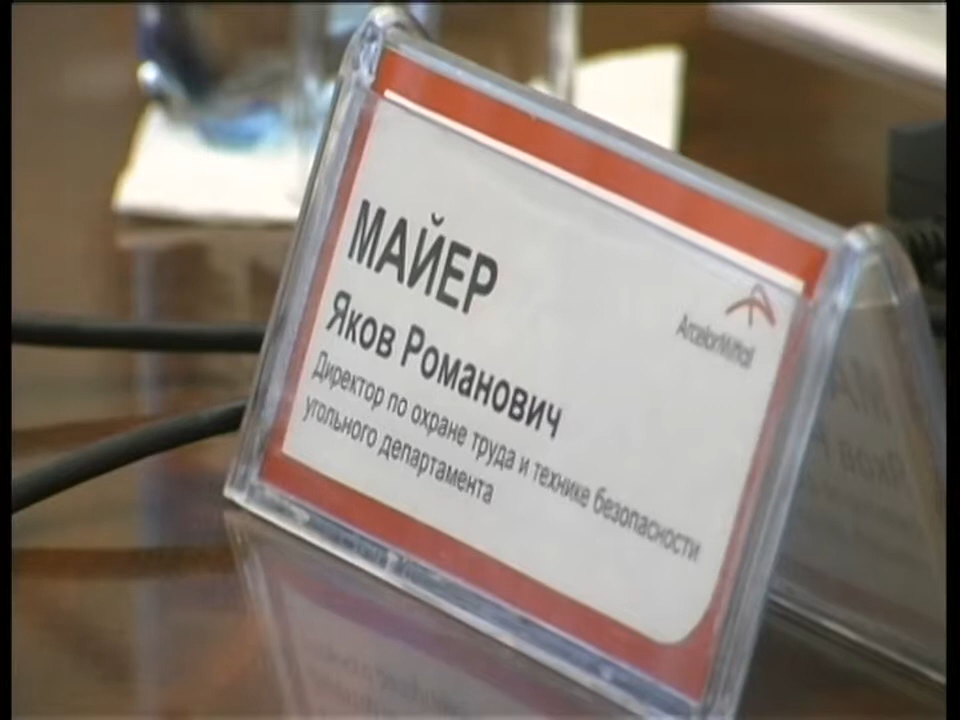 МАЙЕР
Яков Романович
Директор по охране труда и технике безопасности
угольного департамента
ArcelorMittal